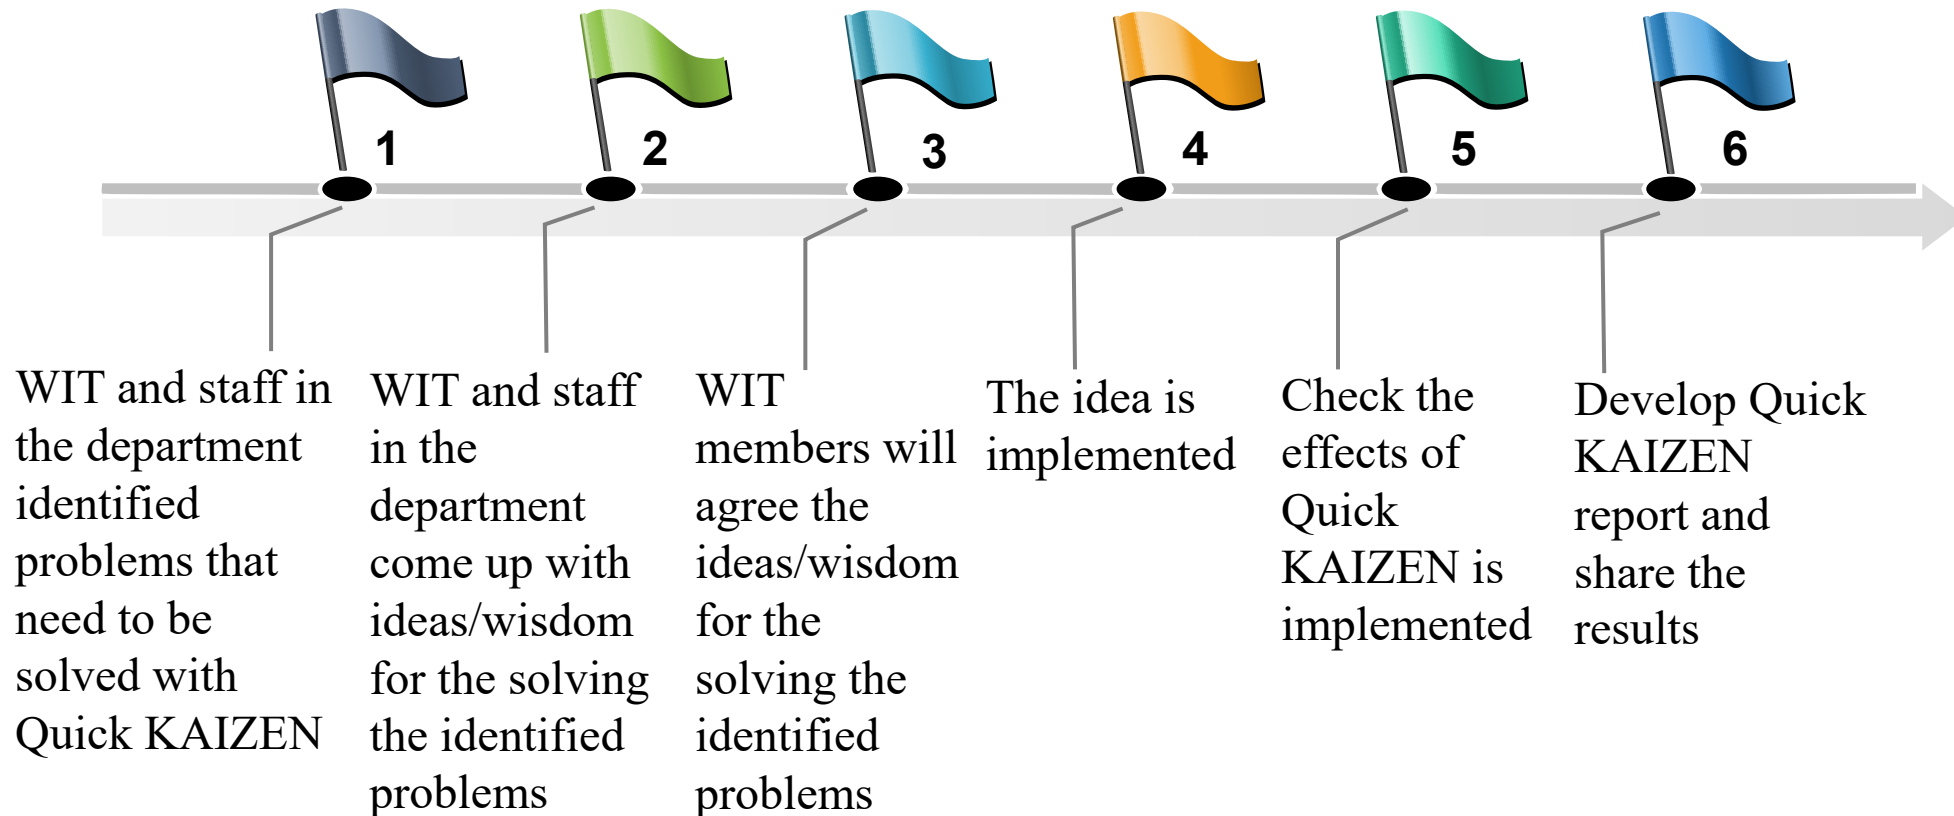 1
2
3
4
5
6
WIT and staff in
the department
identified
problems that
need to be
solved with
Quick KAIZEN
WIT and staff
in the
department
come up with
ideas/wisdom
for the solving
the identified
problems
WIT
members will
agree the
ideas/wisdom
for the
solving the
identified
problems
The idea is
implemented
Check the
effects of
Quick
KAIZEN is
implemented
Develop Quick
KAIZEN
report and
share the
results